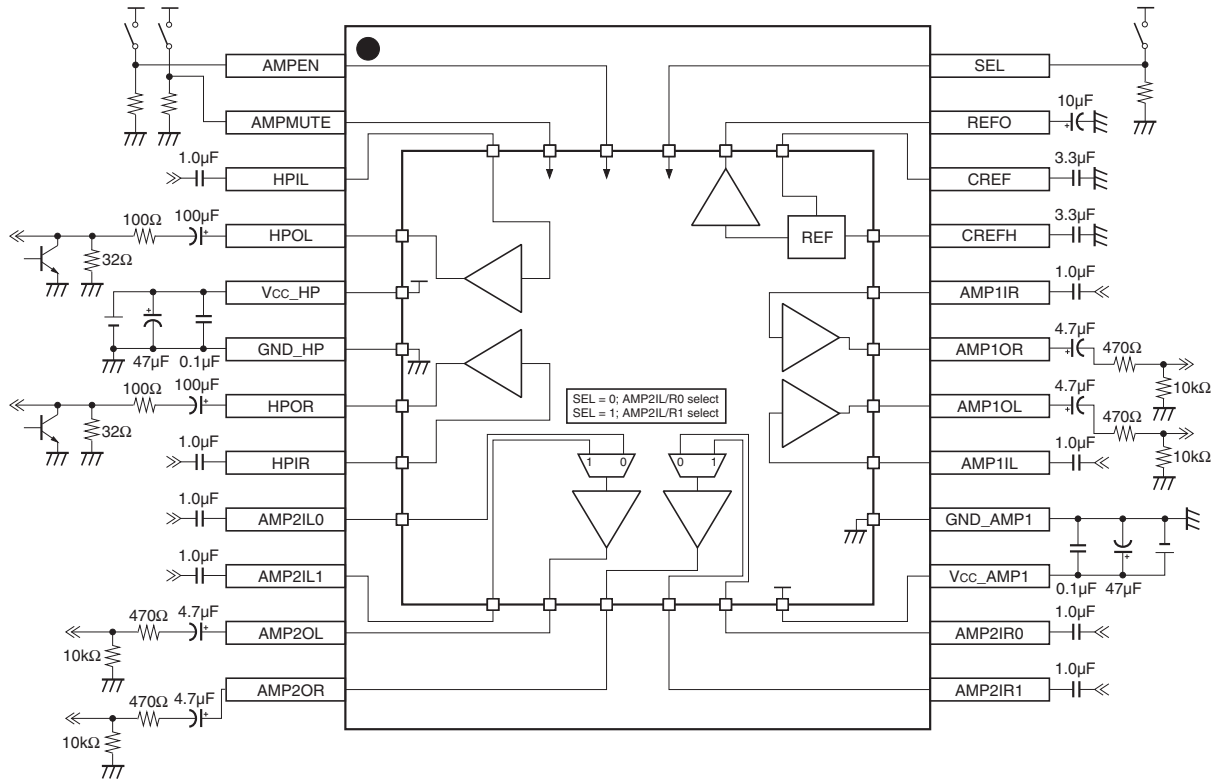 AMPEN
AMPMUTE
1.0μF
HPIL
100Ω
100μF
HPOL
32Ω
VCC_HP
GND_HP
47μF
0.1μF
100Ω
100μF
HPOR
32Ω
1.0μF
HPIR
1.0μF
AMP2IL0
1.0μF
AMP2IL1
470Ω
4.7μF
AMP2OL
10kΩ
470Ω
4.7μF
AMP2OR
10kΩ
REF
SEL = 0; AMP2IL/R0 select
SEL = 1; AMP2IL/R1 select
1 0
0 1
SEL
10μF
REFO
3.3μF
CREF
3.3μF
CREFH
1.0μF
AMP1IR
4.7μF
470Ω
AMP1OR
10kΩ
4.7μF
470Ω
AMP1OL
10kΩ
1.0μF
AMP1IL
GND_AMP1
VCC_AMP1
0.1μF
47μF
1.0μF
AMP2IR0
1.0μF
AMP2IR1
+
+
+
+
+
+
+
+
+